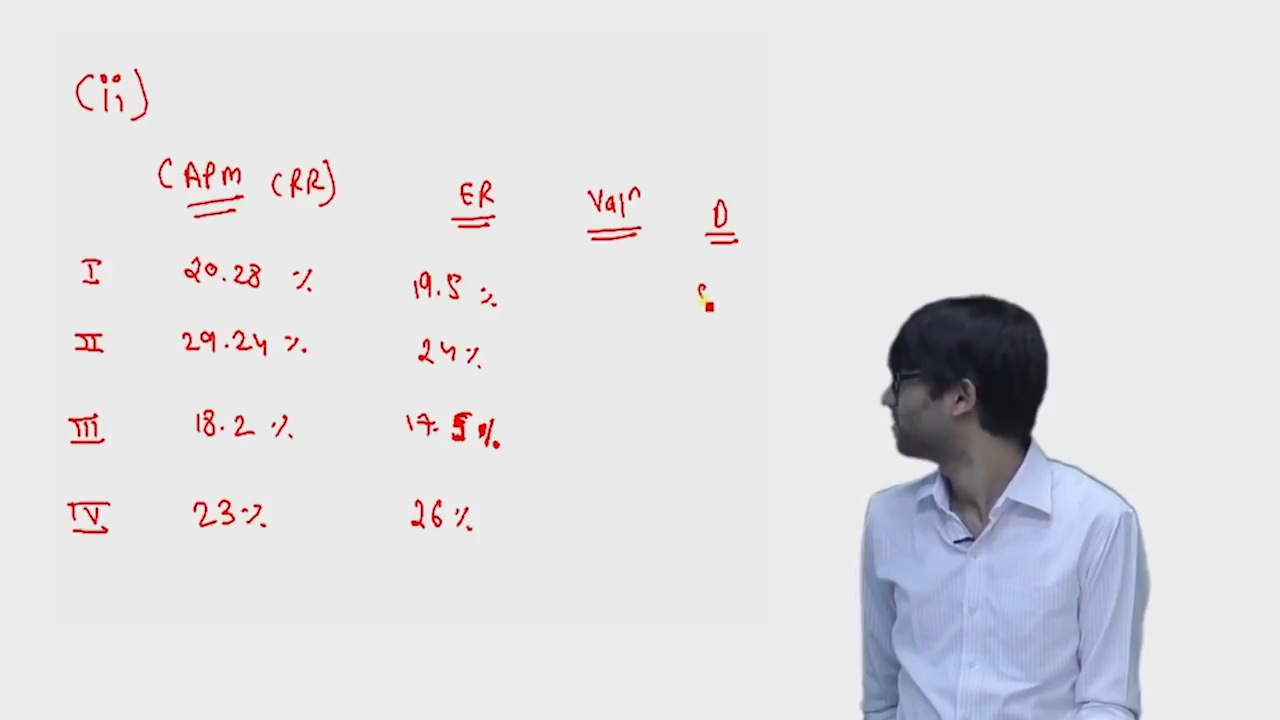 (ii)
CAPM (RR) ER Valⁿ D
I 20.28 % 19.5 %
II 29.24 % 24 %
III 18.2 % 17.5 %
IV 23 % 26 %